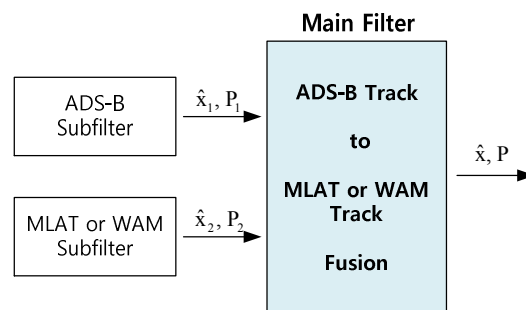 Main Filter
ADS-B
Subfilter
x̂₁, P₁
MLAT or WAM
Subfilter
x̂₂, P₂
ADS-B Track
to
MLAT or WAM
Track
Fusion
x̂, P